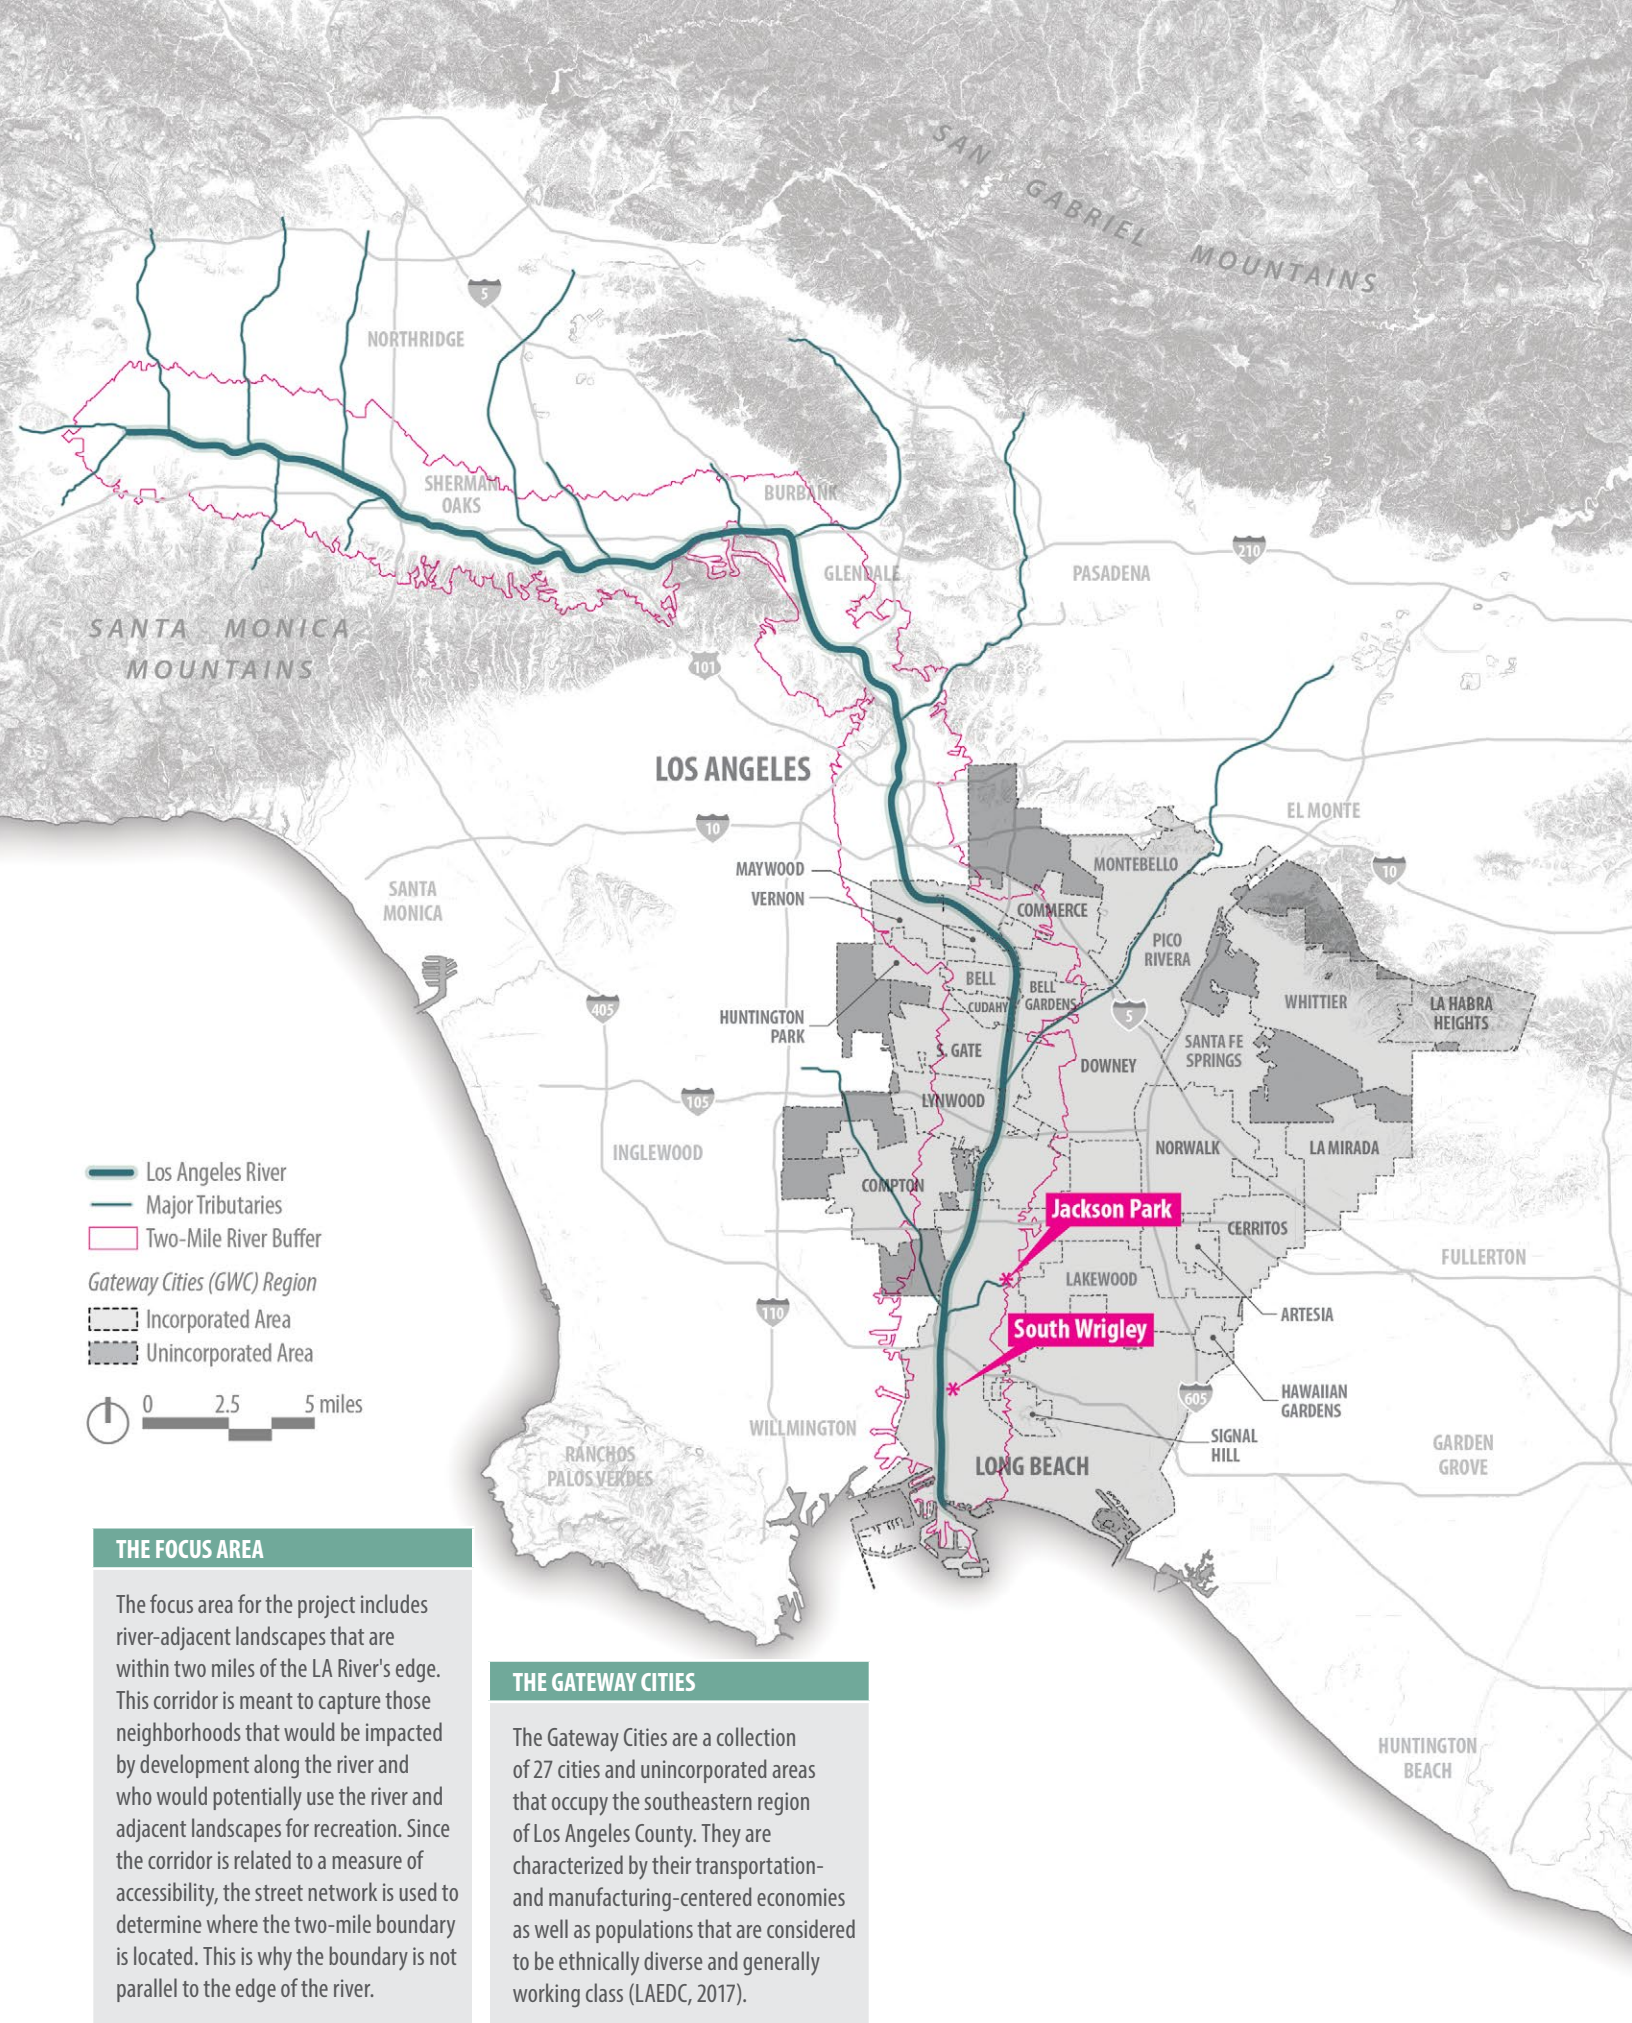 SAN
GABRIEL
MOUNTAINS
5
NORTHRIDGE
SHERMAN
OAKS
BURBANK
GLENDALE
210
PASADENA
SANTA MONICA
MOUNTAINS
101
LOS ANGELES
EL MONTE
10
MAYWOOD
MONTEBELLO
10
SANTA
MONICA
VERNON
COMMERCE
PICO
RIVERA
BELL
BELL
GARDENS
CUDAHY
WHITTIER
LA HABRA
HEIGHTS
405
HUNTINGTON
PARK
5
S. GATE
SANTA FE
SPRINGS
DOWNEY
105
LYNWOOD
INGLEWOOD
NORWALK
LA MIRADA
COMPTON
Jackson Park
CERRITOS
FULLERTON
LAKEWOOD
110
ARTESIA
South Wrigley
605
HAWAIIAN
GARDENS
WILLMINGTON
SIGNAL
HILL
GARDEN
GROVE
RANCHOS
PALOS VERDES
LONG BEACH
HUNTINGTON
BEACH
Los Angeles River
Major Tributaries
Two-Mile River Buffer
Gateway Cities (GWC) Region
Incorporated Area
Unincorporated Area
0 2.5 5 miles
THE FOCUS AREA
The focus area for the project includes
river-adjacent landscapes that are
within two miles of the LA River's edge.
This corridor is meant to capture those
neighborhoods that would be impacted
by development along the river and
who would potentially use the river and
adjacent landscapes for recreation. Since
the corridor is related to a measure of
accessibility, the street network is used to
determine where the two-mile boundary
is located. This is why the boundary is not
parallel to the edge of the river.
THE GATEWAY CITIES
The Gateway Cities are a collection
of 27 cities and unincorporated areas
that occupy the southeastern region
of Los Angeles County. They are
characterized by their transportation-
and manufacturing-centered economies
as well as populations that are considered
to be ethnically diverse and generally
working class (LAEDC, 2017).